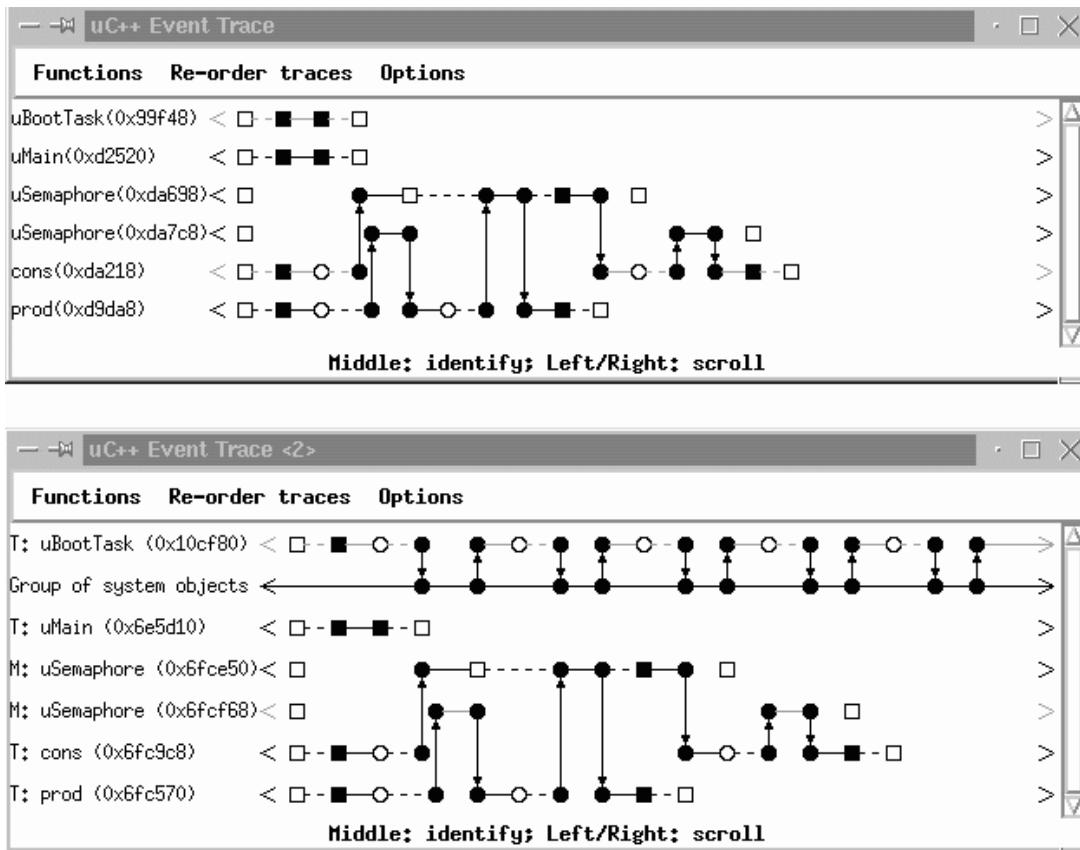 uC++ Event Trace
Functions Re-order traces Options
uBootTask(0x99f48)
uMain(0xd2520)
uSemaphore(0xda698)
uSemaphore(0xda7c8)
cons(0xda218)
prod(0xd9da8)
Middle: identify; Left/Right: scroll
uC++ Event Trace <2>
Functions Re-order traces Options
T: uBootTask (0x10cf80)
Group of system objects
T: uMain (0x6e5d10)
M: uSemaphore (0x6fce50)
M: uSemaphore (0x6fcf68)
T: cons (0x6fc9c8)
T: prod (0x6fc570)
Middle: identify; Left/Right: scroll